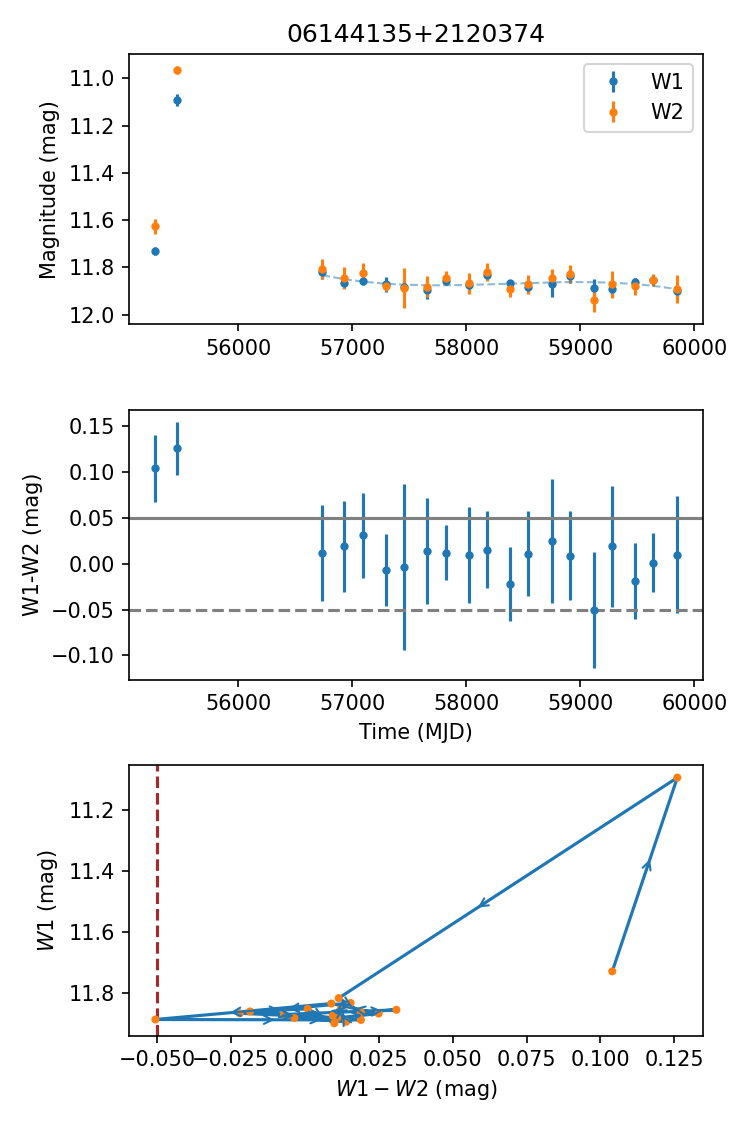 06144135+2120374
Magnitude (mag)
11.0
11.2
11.4
11.6
11.8
12.0
W1
W2
56000 57000 58000 59000 60000
W1-W2 (mag)
0.15
0.10
0.05
0.00
−0.05
−0.10
56000 57000 58000 59000 60000
Time (MJD)
W1 (mag)
11.2
11.4
11.6
11.8
−0.050 −0.025 0.000 0.025 0.050 0.075 0.100 0.125
W1 − W2 (mag)